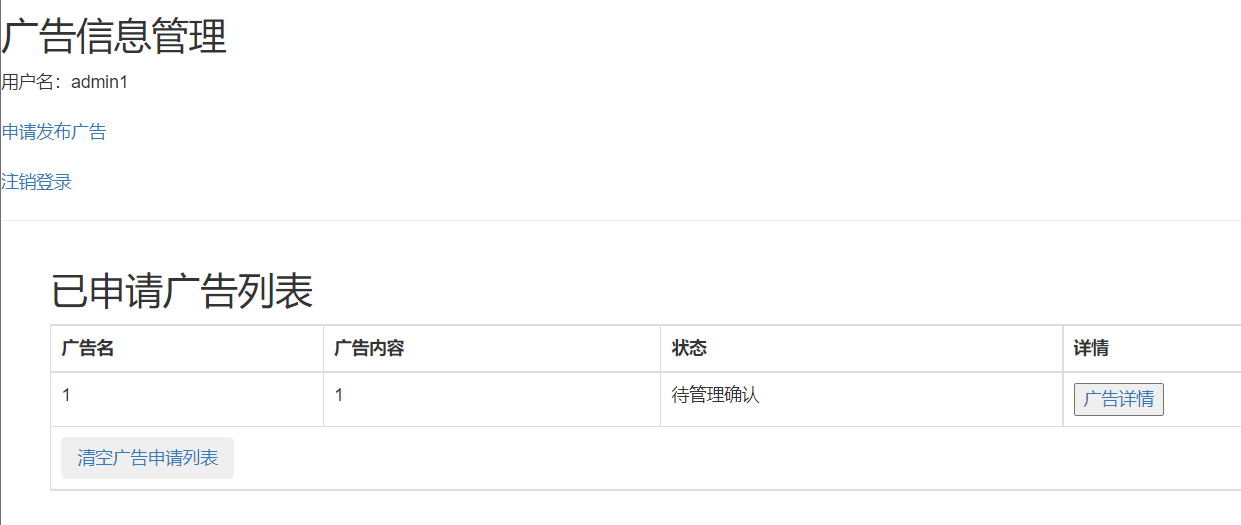 广告信息管理
用户名：admin1
申请发布广告
注销登录
已申请广告列表
广告名 广告内容 状态 详情
1 1 待管理确认 广告详情
清空广告申请列表